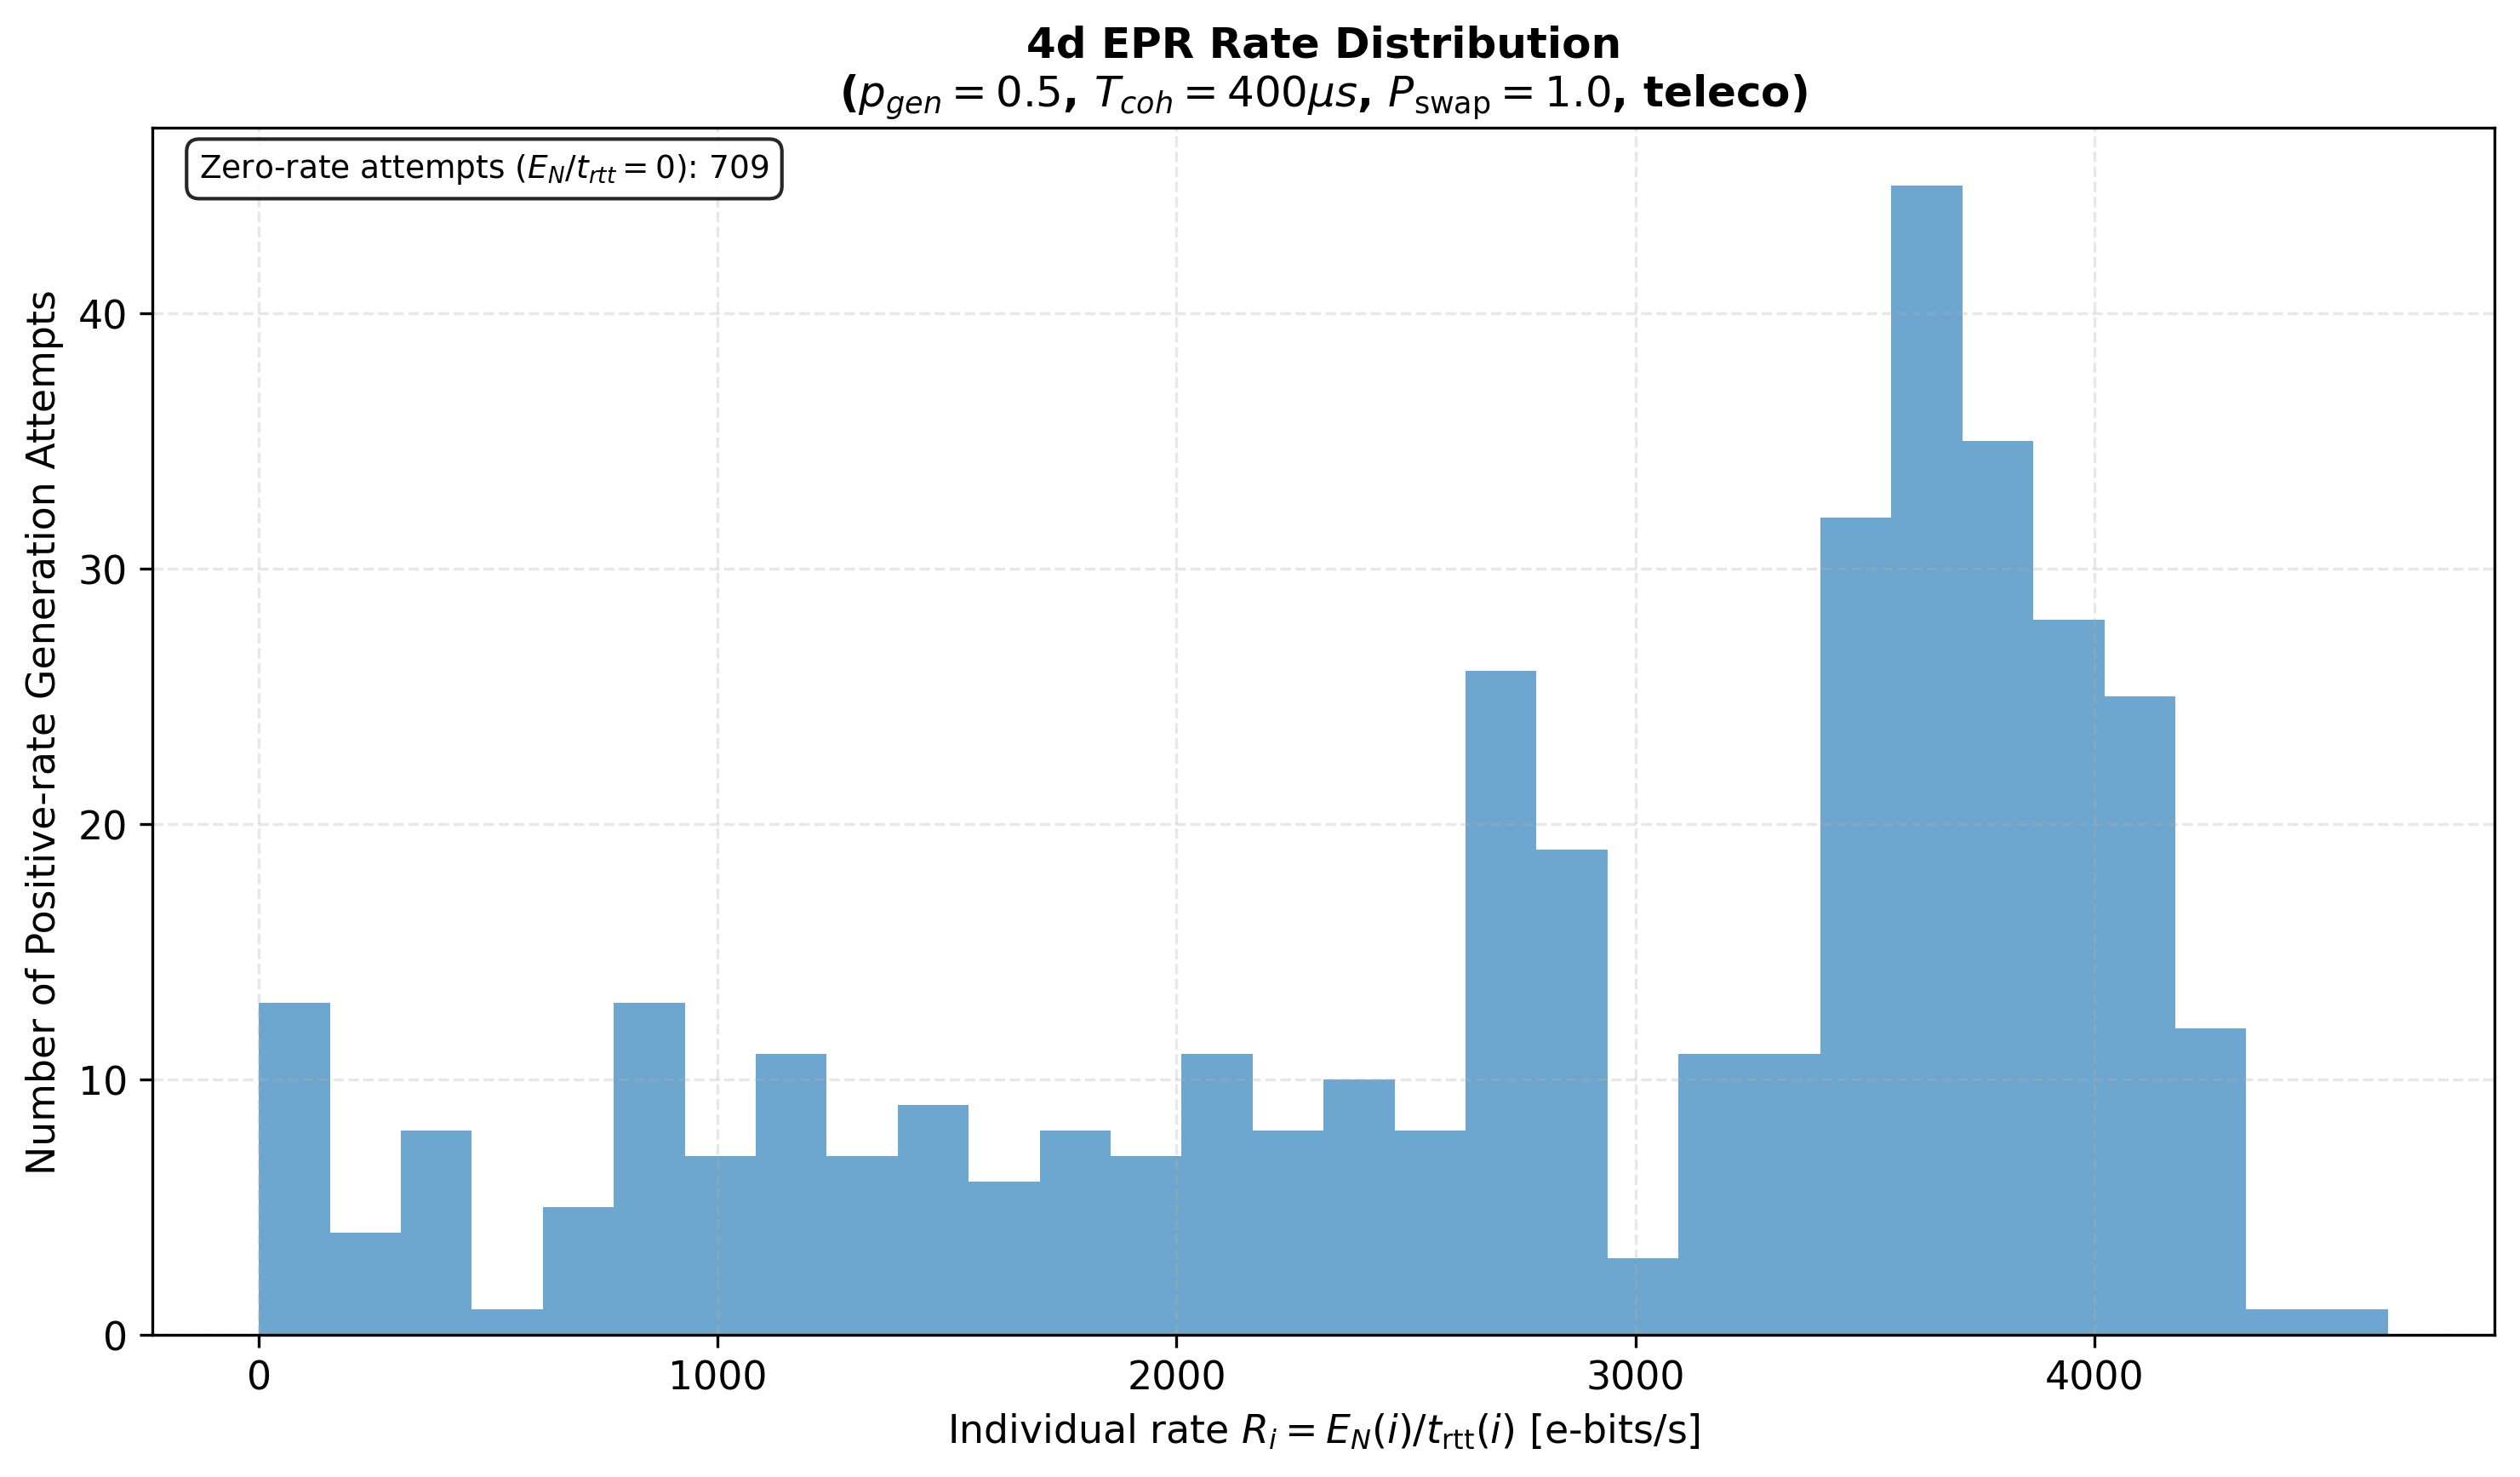 4d EPR Rate Distribution
(p_gen = 0.5, T_coh = 400μs, P_swap = 1.0, teleco)
Zero-rate attempts (E_N/t_rtt = 0): 709
Number of Positive-rate Generation Attempts
40
30
20
10
0
0 1000 2000 3000 4000
Individual rate R_i = E_N(i)/t_rtt(i) [e-bits/s]